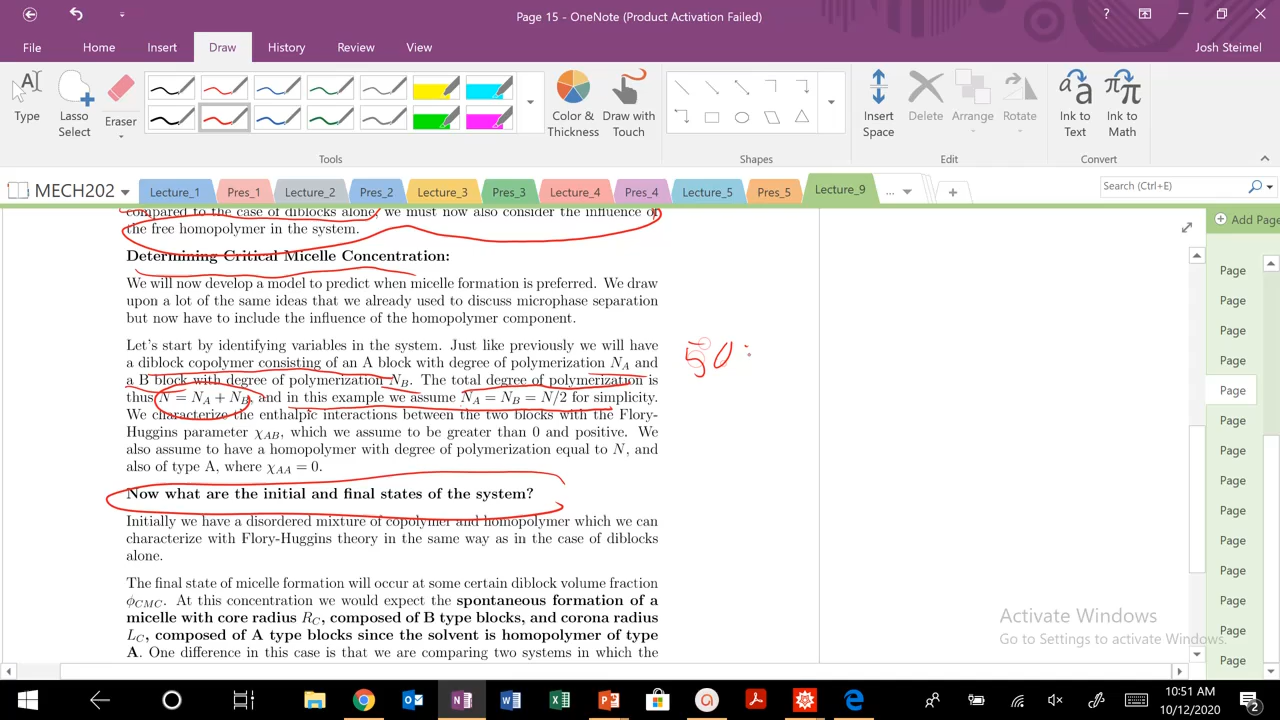 Page 15 - OneNote (Product Activation Failed)
?
File Home Insert Draw History Review View Josh Steimel
Type
Lasso Select
Eraser
Color & Thickness
Draw with Touch
Insert Space
Delete
Arrange
Rotate
Ink to Text
Ink to Math
Tools Shapes Edit Convert
MECH202 Lecture_1 Pres_1 Lecture_2 Pres_2 Lecture_3 Pres_3 Lecture_4 Pres_4 Lecture_5 Pres_5 Lecture_9 ... Search (Ctrl+E)
compared to the case of diblocks alone, we must now also consider the influence of
the free homopolymer in the system.
Determining Critical Micelle Concentration:
We will now develop a model to predict when micelle formation is preferred. We draw
upon a lot of the same ideas that we already used to discuss microphase separation
but now have to include the influence of the homopolymer component.
Let's start by identifying variables in the system. Just like previously we will have
a diblock copolymer consisting of an A block with degree of polymerization N_A and
a B block with degree of polymerization N_B. The total degree of polymerization is
thus N = N_A + N_B, and in this example we assume N_A = N_B = N/2 for simplicity.
We characterize the enthalpic interactions between the two blocks with the Flory-
Huggins parameter χ_AB, which we assume to be greater than 0 and positive. We
also assume to have a homopolymer with degree of polymerization equal to N, and
also of type A, where χ_AA = 0.
Now what are the initial and final states of the system?
Initially we have a disordered mixture of copolymer and homopolymer which we can
characterize with Flory-Huggins theory in the same way as in the case of diblocks
alone.
The final state of micelle formation will occur at some certain diblock volume fraction
ϕ_CMC. At this concentration we would expect the spontaneous formation of a
micelle with core radius R_C, composed of B type blocks, and corona radius
L_C, composed of A type blocks since the solvent is homopolymer of type
A. One difference in this case is that we are comparing two systems in which the
50:
Add Page
Page
Page
Page
Page
Page
Page
Page
Page
Page
Page
Page
Page
Page
Page
Activate Windows
Go to Settings to activate Windows.
10:51 AM
10/12/2020
2